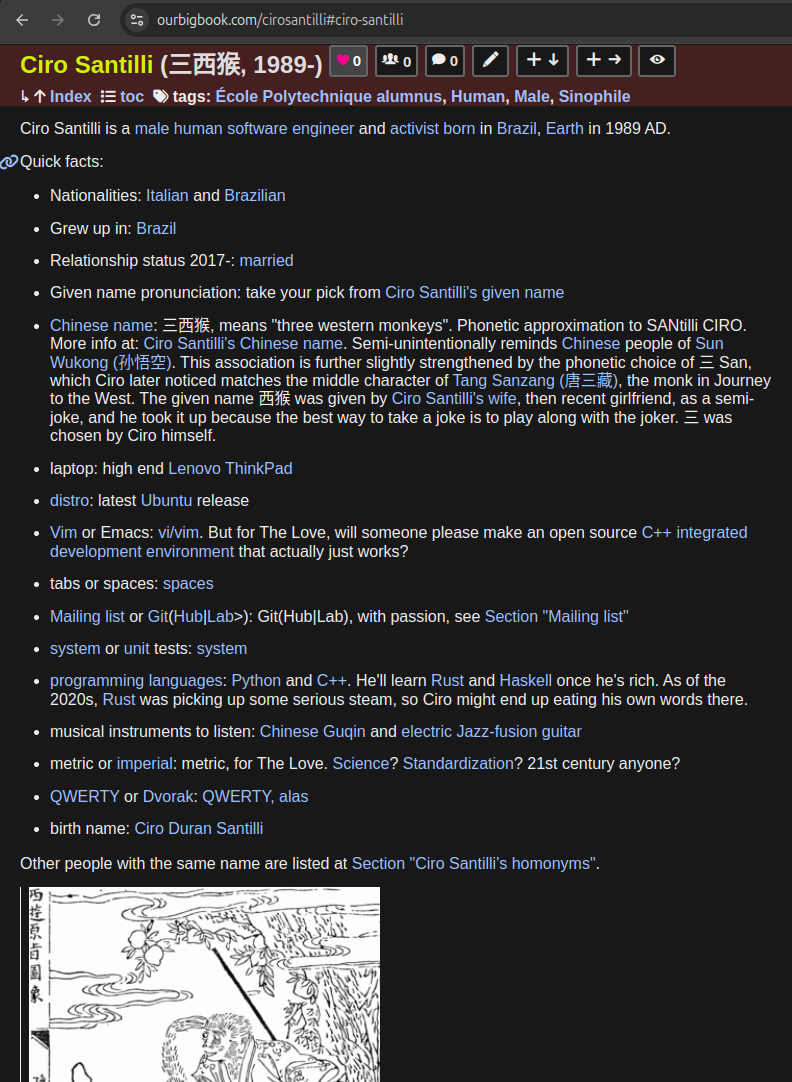 ourbigbook.com/cirosantilli#ciro-santilli
Ciro Santilli (三西猴, 1989-) 0 0 0
Index toc tags: École Polytechnique alumnus, Human, Male, Sinophile
Ciro Santilli is a male human software engineer and activist born in Brazil, Earth in 1989 AD.
Quick facts:
Nationalities: Italian and Brazilian
Grew up in: Brazil
Relationship status 2017-: married
Given name pronunciation: take your pick from Ciro Santilli's given name
Chinese name: 三西猴, means "three western monkeys". Phonetic approximation to SANtilli CIRO.
More info at: Ciro Santilli's Chinese name. Semi-unintentionally reminds Chinese people of Sun
Wukong (孙悟空). This association is further slightly strengthened by the phonetic choice of 三 San,
which Ciro later noticed matches the middle character of Tang Sanzang (唐三藏), the monk in Journey
to the West. The given name 西猴 was given by Ciro Santilli's wife, then recent girlfriend, as a semi-
joke, and he took it up because the best way to take a joke is to play along with the joker. 三 was
chosen by Ciro himself.
laptop: high end Lenovo ThinkPad
distro: latest Ubuntu release
Vim or Emacs: vi/vim. But for The Love, will someone please make an open source C++ integrated
development environment that actually just works?
tabs or spaces: spaces
Mailing list or Git(Hub|Lab>): Git(Hub|Lab), with passion, see Section "Mailing list"
system or unit tests: system
programming languages: Python and C++. He'll learn Rust and Haskell once he's rich. As of the
2020s, Rust was picking up some serious steam, so Ciro might end up eating his own words there.
musical instruments to listen: Chinese Guqin and electric Jazz-fusion guitar
metric or imperial: metric, for The Love. Science? Standardization? 21st century anyone?
QWERTY or Dvorak: QWERTY, alas
birth name: Ciro Duran Santilli
Other people with the same name are listed at Section "Ciro Santilli's homonyms".
西遊原旨圖象